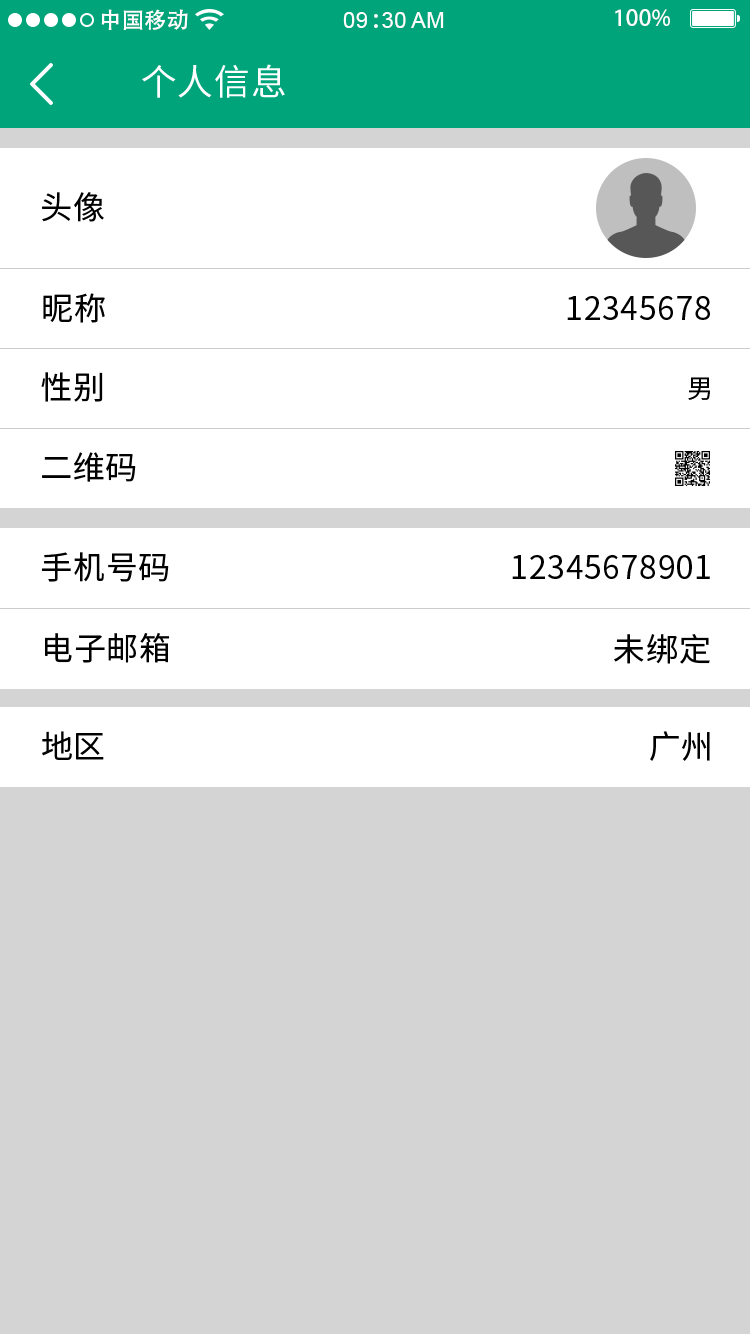 中国移动 09:30 AM 100%
个人信息
头像
昵称 12345678
性别 男
二维码
手机号码 12345678901
电子邮箱 未绑定
地区 广州